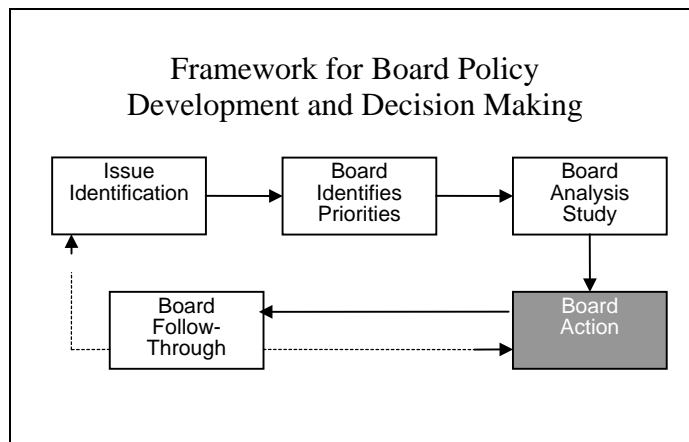 Framework for Board Policy
Development and Decision Making
Issue
Identification
Board
Identifies
Priorities
Board
Analysis
Study
Board
Follow-
Through
Board
Action